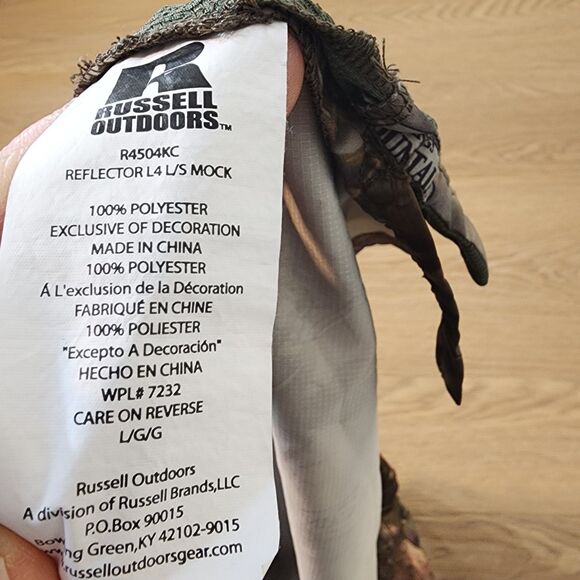 R
RUSSELL
OUTDOORS™
R4504KC
REFLECTOR L4 L/S MOCK
100% POLYESTER
EXCLUSIVE OF DECORATION
MADE IN CHINA
100% POLYESTER
Á L'exclusion de la Décoration
FABRIQUÉ EN CHINE
100% POLIESTER
"Excepto A Decoración"
HECHO EN CHINA
WPL# 7232
CARE ON REVERSE
L/G/G
Russell Outdoors
A division of Russell Brands,LLC
P.O.Box 90015
Green,KY 42102-9015
russelloutdoorsgear.com